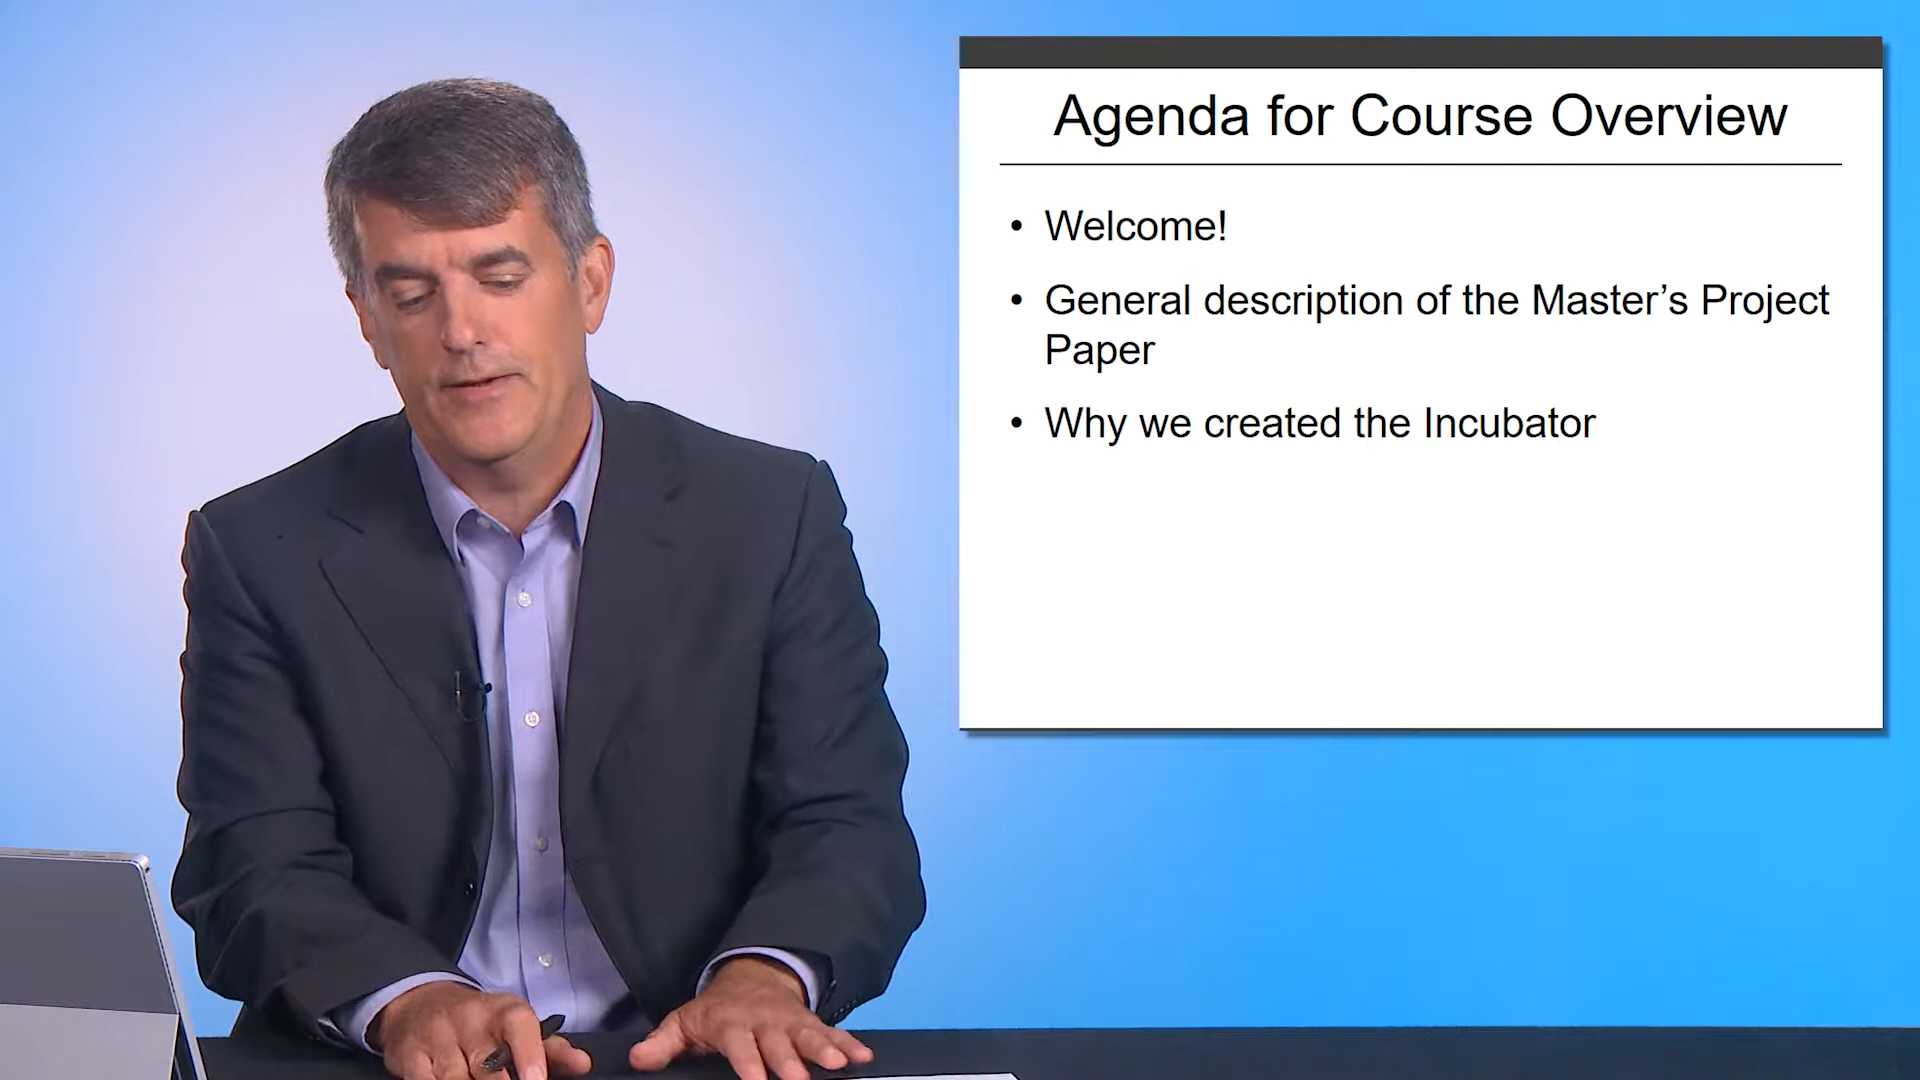 Agenda for Course Overview
• Welcome!
• General description of the Master’s Project
Paper
• Why we created the Incubator